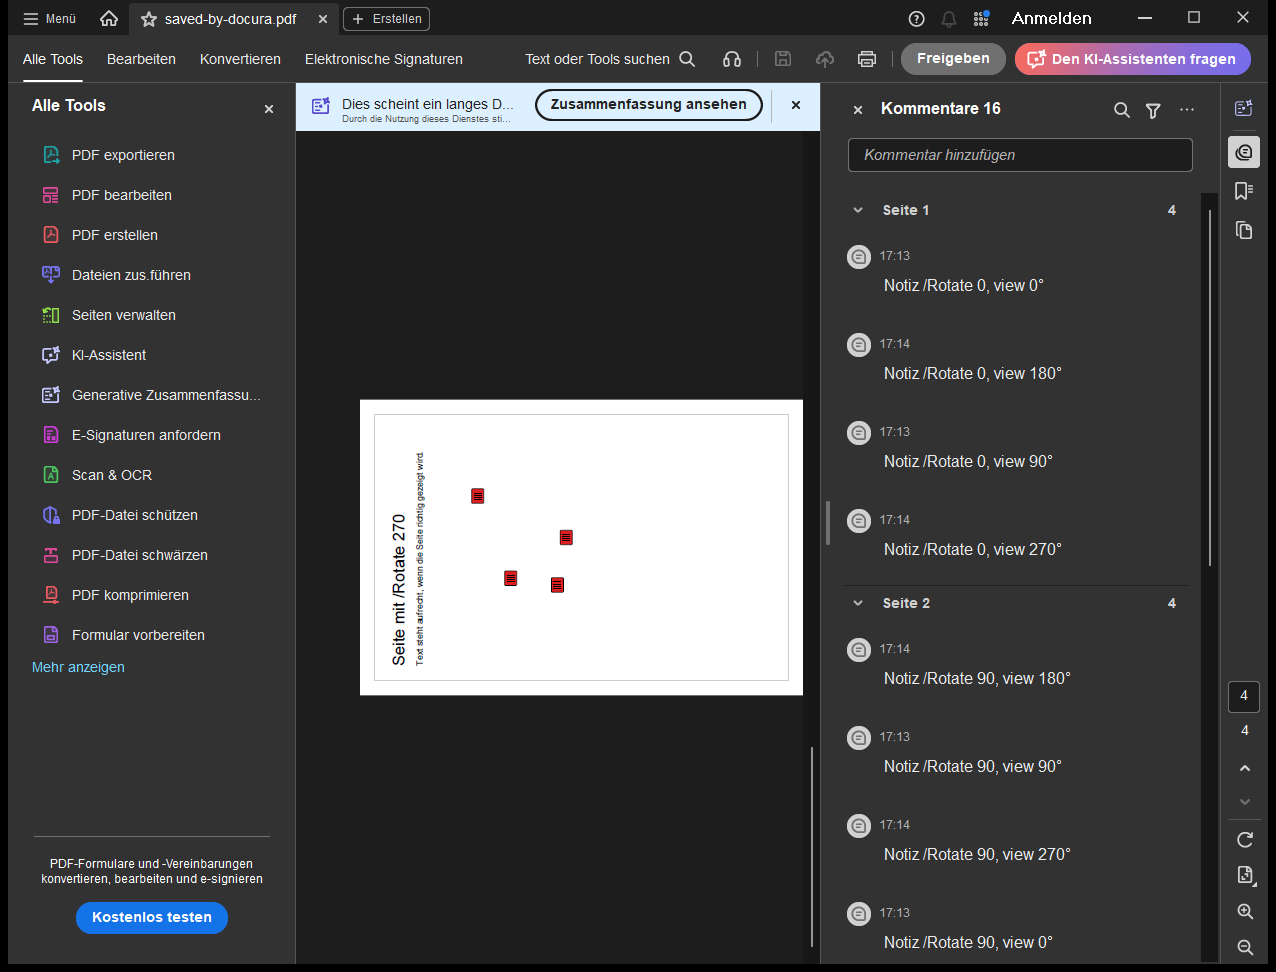 Menü
saved-by-docura.pdf
Erstellen
Anmelden
Alle Tools
Bearbeiten
Konvertieren
Elektronische Signaturen
Text oder Tools suchen
Freigeben
Den KI-Assistenten fragen
Alle Tools
PDF exportieren
PDF bearbeiten
PDF erstellen
Dateien zus.führen
Seiten verwalten
KI-Assistent
Generative Zusammenfassu...
E-Signaturen anfordern
Scan & OCR
PDF-Datei schützen
PDF-Datei schwärzen
PDF komprimieren
Formular vorbereiten
Mehr anzeigen
PDF-Formulare und -Vereinbarungen
konvertieren, bearbeiten und e-signieren
Kostenlos testen
Dies scheint ein langes D...
Durch die Nutzung dieses Dienstes sti...
Zusammenfassung ansehen
Seite mit /Rotate 270
Text steht aufrecht, wenn die Seite richtig gezeigt wird.
Kommentare 16
Kommentar hinzufügen
Seite 1
4
17:13
Notiz /Rotate 0, view 0°
17:14
Notiz /Rotate 0, view 180°
17:13
Notiz /Rotate 0, view 90°
17:14
Notiz /Rotate 0, view 270°
Seite 2
4
17:14
Notiz /Rotate 90, view 180°
17:13
Notiz /Rotate 90, view 90°
17:14
Notiz /Rotate 90, view 270°
17:13
Notiz /Rotate 90, view 0°
4
4